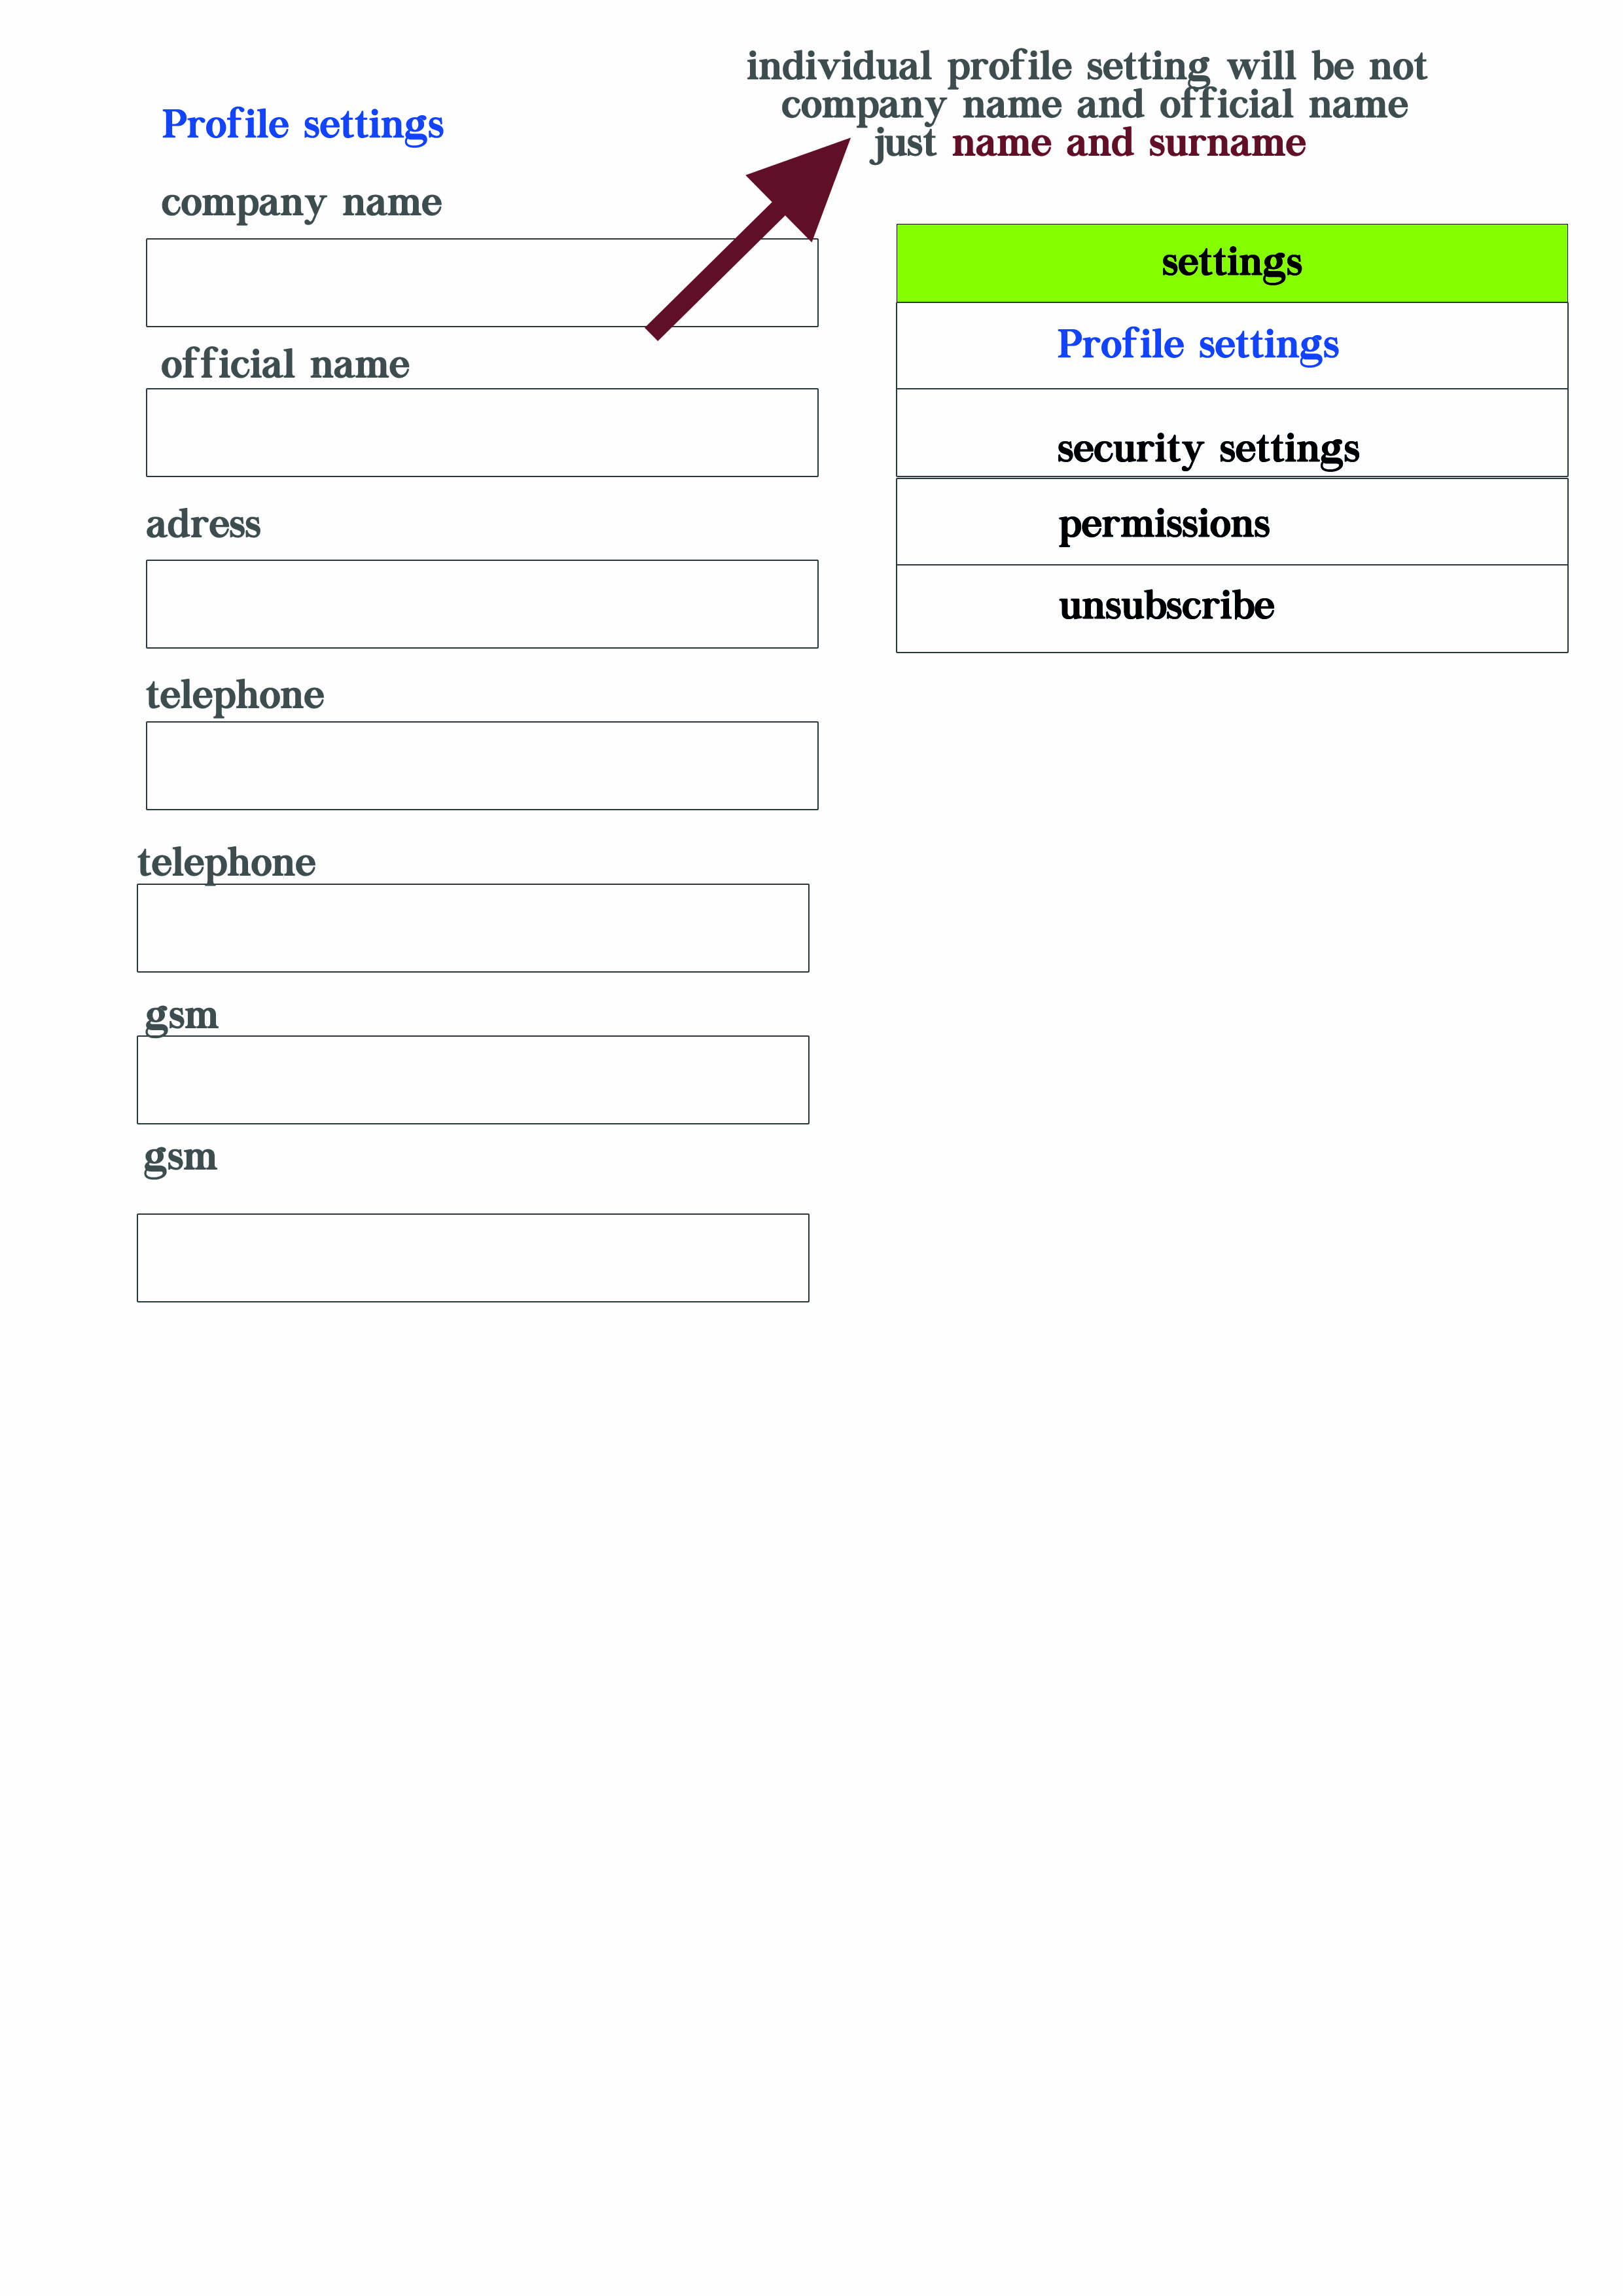 individual profile setting will be not
company name and official name
just name and surname
Profile settings
company name
official name
adress
telephone
telephone
gsm
gsm
settings
Profile settings
security settings
permissions
unsubscribe